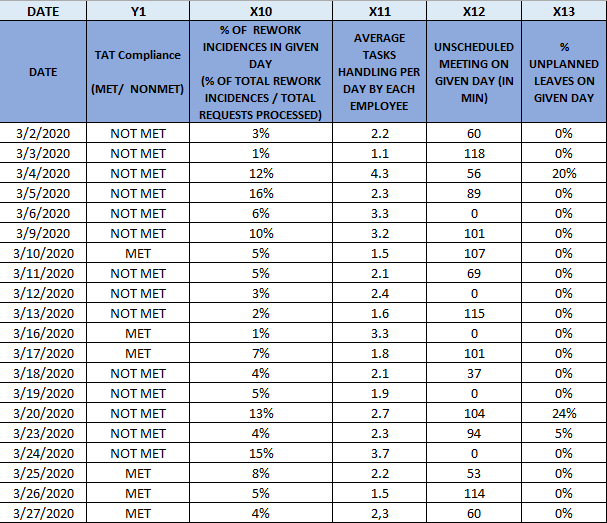 DATE Y1 X10 X11 X12 X13
DATE TAT Compliance (MET/ NONMET) % OF REWORK INCIDENCES IN GIVEN DAY (% OF TOTAL REWORK INCIDENCES / TOTAL REQUESTS PROCESSED) AVERAGE TASKS HANDLING PER DAY BY EACH EMPLOYEE UNSCHEDULED MEETING ON GIVEN DAY (IN MIN) % UNPLANNED LEAVES ON GIVEN DAY
3/2/2020 NOT MET 3% 2.2 60 0%
3/3/2020 NOT MET 1% 1.1 118 0%
3/4/2020 NOT MET 12% 4.3 56 20%
3/5/2020 NOT MET 16% 2.3 89 0%
3/6/2020 NOT MET 6% 3.3 0 0%
3/9/2020 NOT MET 10% 3.2 101 0%
3/10/2020 MET 5% 1.5 107 0%
3/11/2020 NOT MET 5% 2.1 69 0%
3/12/2020 NOT MET 3% 2.4 0 0%
3/13/2020 NOT MET 2% 1.6 115 0%
3/16/2020 MET 1% 3.3 0 0%
3/17/2020 MET 7% 1.8 101 0%
3/18/2020 NOT MET 4% 2.1 37 0%
3/19/2020 NOT MET 5% 1.9 0 0%
3/20/2020 NOT MET 13% 2.7 104 24%
3/23/2020 NOT MET 4% 2.3 94 5%
3/24/2020 NOT MET 15% 3.7 0 0%
3/25/2020 MET 8% 2.2 53 0%
3/26/2020 MET 5% 1.5 114 0%
3/27/2020 MET 4% 2,3 60 0%